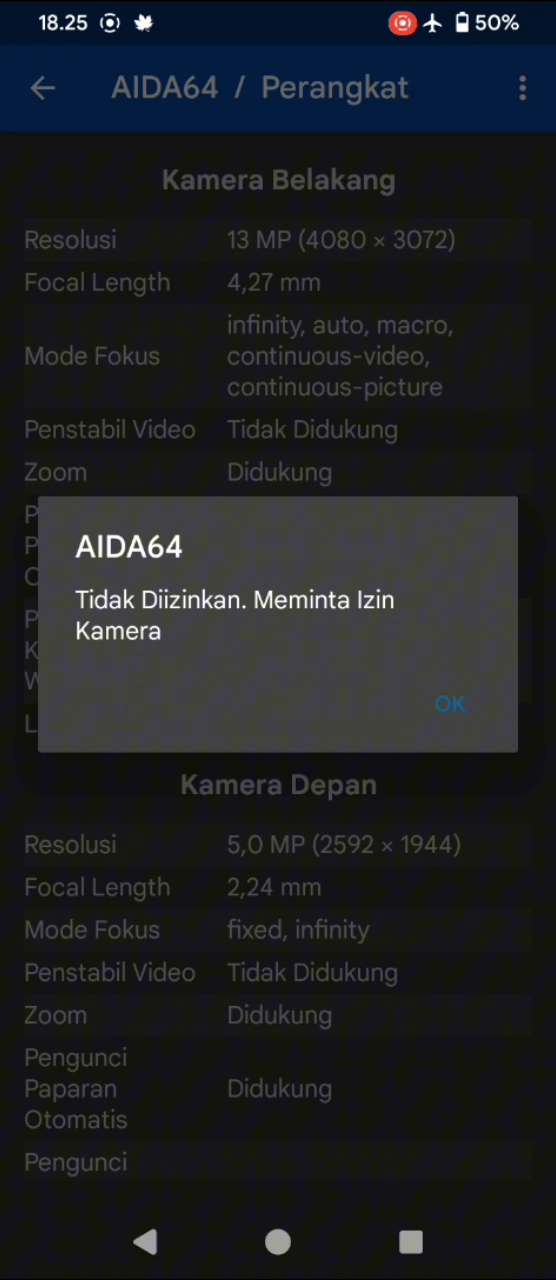 18.25
50%
AIDA64 / Perangkat
Kamera Belakang
Resolusi 13 MP (4080 × 3072)
Focal Length 4,27 mm
Mode Fokus infinity, auto, macro,
continuous-video,
continuous-picture
Penstabil Video Tidak Didukung
Zoom Didukung
P
P
O
P
K
W
L
AIDA64
Tidak Diizinkan. Meminta Izin
Kamera
OK
Kamera Depan
Resolusi 5,0 MP (2592 × 1944)
Focal Length 2,24 mm
Mode Fokus fixed, infinity
Penstabil Video Tidak Didukung
Zoom Didukung
Pengunci
Paparan Didukung
Otomatis
Pengunci